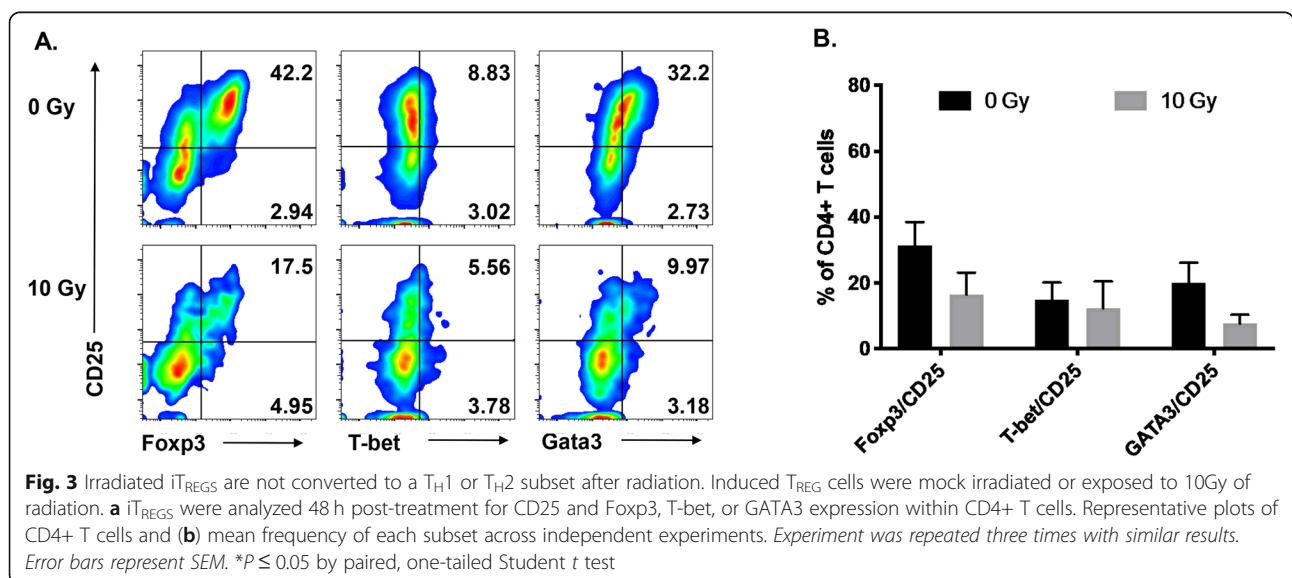 A.
B.
0 Gy
42.2
8.83
32.2
2.94
3.02
2.73
10 Gy
17.5
5.56
9.97
4.95
3.78
3.18
CD25
Foxp3
T-bet
Gata3
0 Gy
10 Gy
% of CD4+ T cells
80
60
40
20
0
Foxp3/CD25
T-bet/CD25
GATA3/CD25
Fig. 3 Irradiated iTREGS are not converted to a TH1 or TH2 subset after radiation. Induced TREG cells were mock irradiated or exposed to 10Gy of
radiation. a iTREGS were analyzed 48 h post-treatment for CD25 and Foxp3, T-bet, or GATA3 expression within CD4+ T cells. Representative plots of
CD4+ T cells and (b) mean frequency of each subset across independent experiments. Experiment was repeated three times with similar results.
Error bars represent SEM. *P ≤ 0.05 by paired, one-tailed Student t test